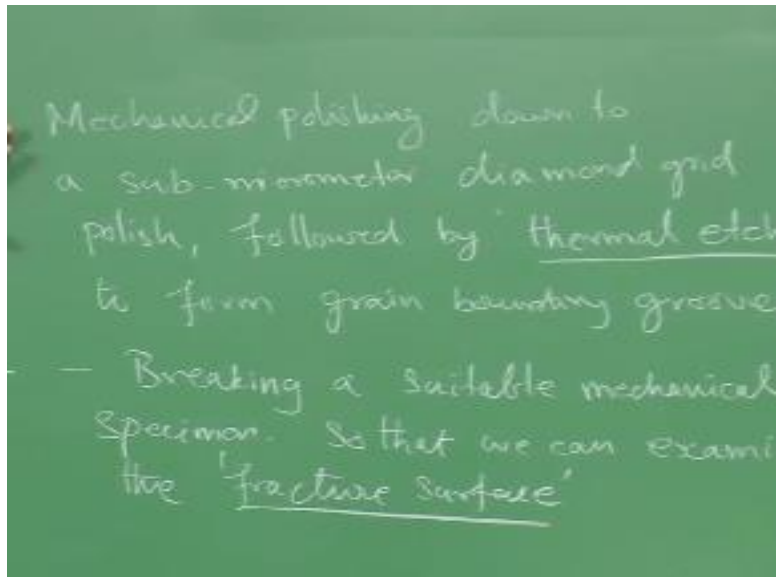 Mechanical polishing down to
a sub-micrometer diamond grid
polish, followed by thermal etch
to form grain boundary groove
- - Breaking a suitable mechanical
specimen. So that we can exami
the 'fracture surface'